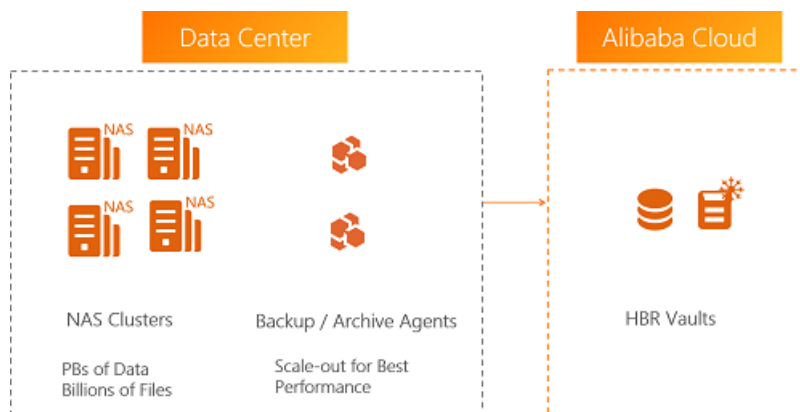 Data Center
Alibaba Cloud
NAS
NAS
NAS
NAS
NAS Clusters
Backup / Archive Agents
HBR Vaults
PBs of Data
Billions of Files
Scale-out for Best
Performance